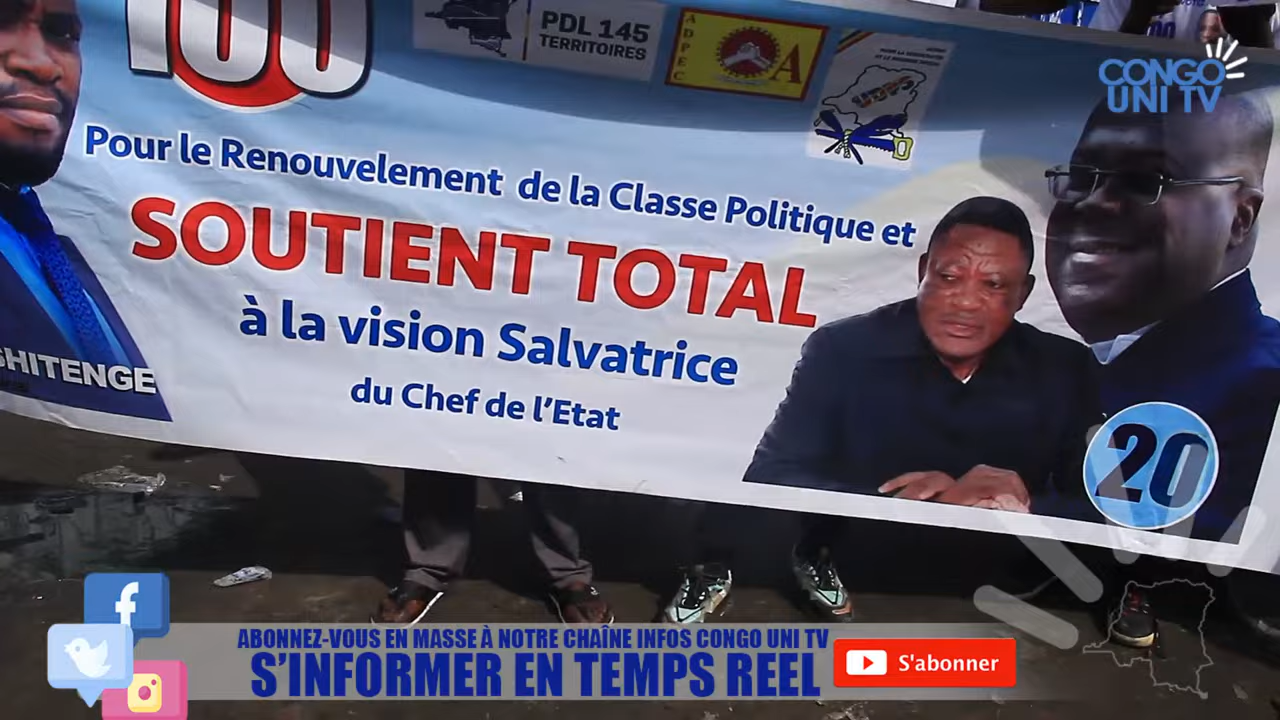 100
PDL 145
TERRITOIRES
ADPEC
A
UDPS
CONGO
UNI TV
Pour le Renouvelement de la Classe Politique et
SOUTIENT TOTAL
à la vision Salvatrice
du Chef de l'Etat
SHITENGE
20
ABONNEZ-VOUS EN MASSE À NOTRE CHAÎNE INFOS CONGO UNI TV
S'INFORMER EN TEMPS REEL
S'abonner